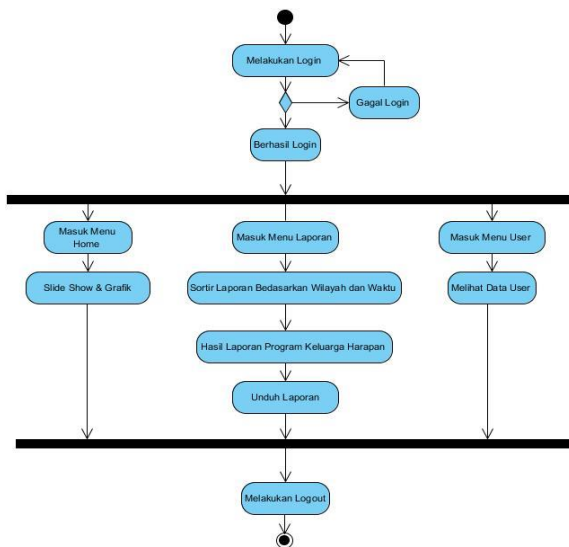 Melakukan Login
Gagal Login
Berhasil Login
Masuk Menu
Home
Masuk Menu Laporan
Masuk Menu User
Slide Show & Grafik
Sortir Laporan Bedasarkan Wilayah dan Waktu
Melihat Data User
Hasil Laporan Program Keluarga Harapan
Unduh Laporan
Melakukan Logout